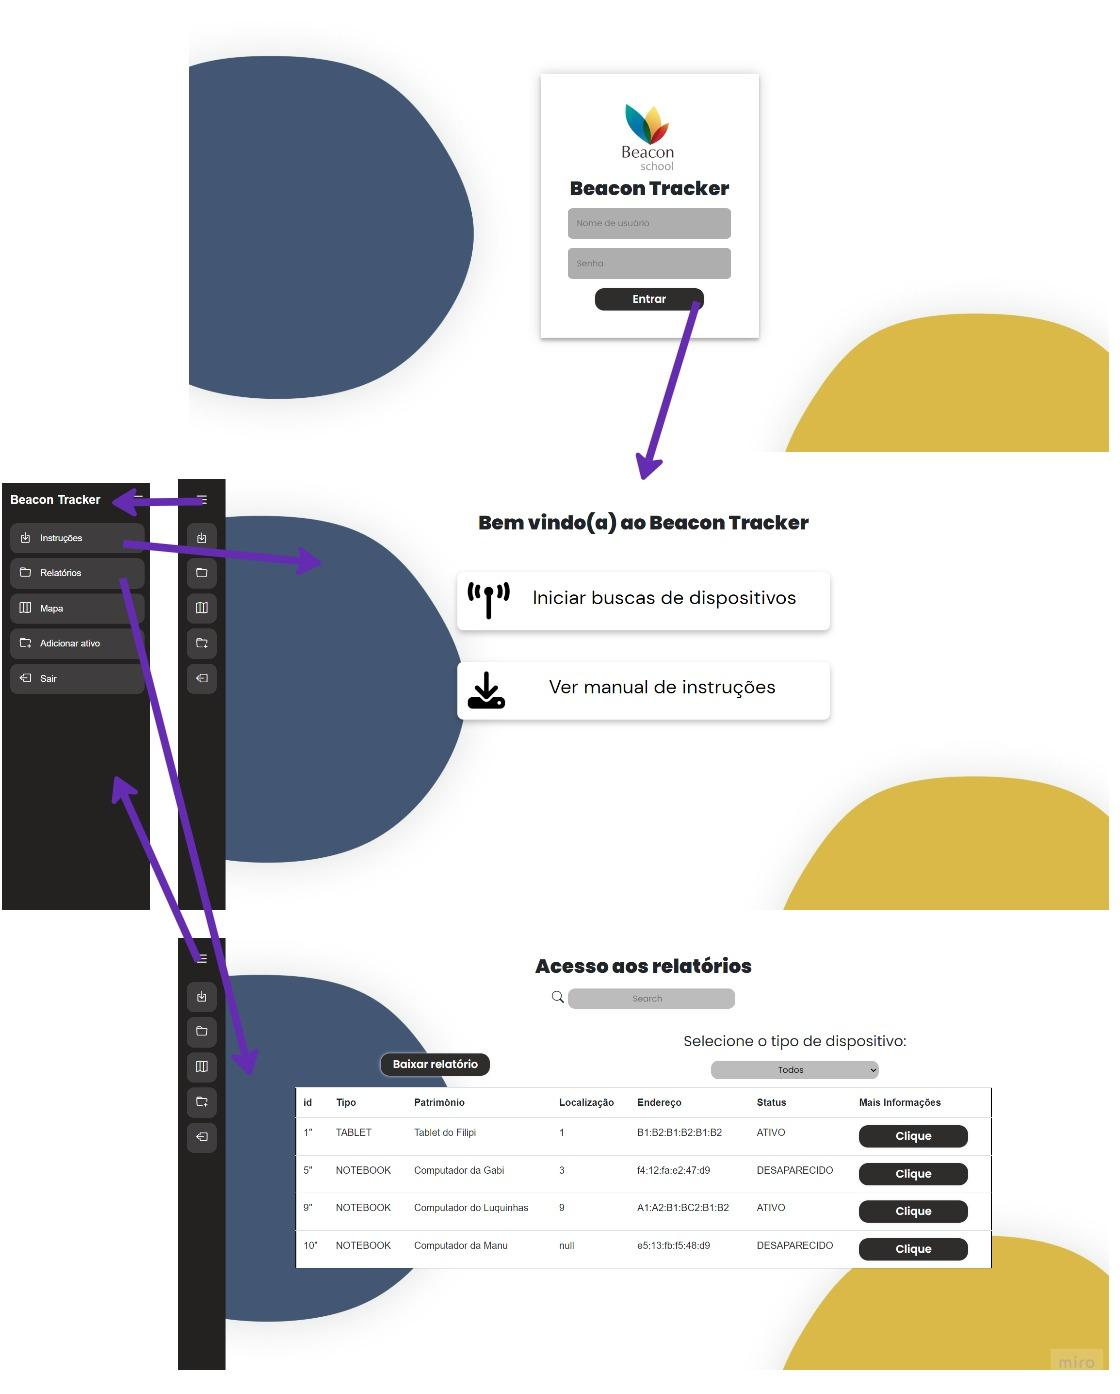 Beacon
school
Beacon Tracker
Nome de usuário
Senha
Entrar
Beacon Tracker
Instruções
Relatórios
Mapa
Adicionar ativo
Sair
Bem vindo(a) ao Beacon Tracker
Iniciar buscas de dispositivos
Ver manual de instruções
Acesso aos relatórios
Search
Selecione o tipo de dispositivo:
Baixar relatório
Todos
id Tipo Patrimônio Localização Endereço Status Mais Informações
1" TABLET Tablet do Filipi 1 B1:B2:B1:B2:B1:B2 ATIVO Clique
5" NOTEBOOK Computador da Gabi 3 f4:12:fa:e2:47:d9 DESAPARECIDO Clique
9" NOTEBOOK Computador do Luquinhas 9 A1:A2:B1:BC2:B1:B2 ATIVO Clique
10" NOTEBOOK Computador da Manu null e5:13:fb:f5:48:d9 DESAPARECIDO Clique
miro